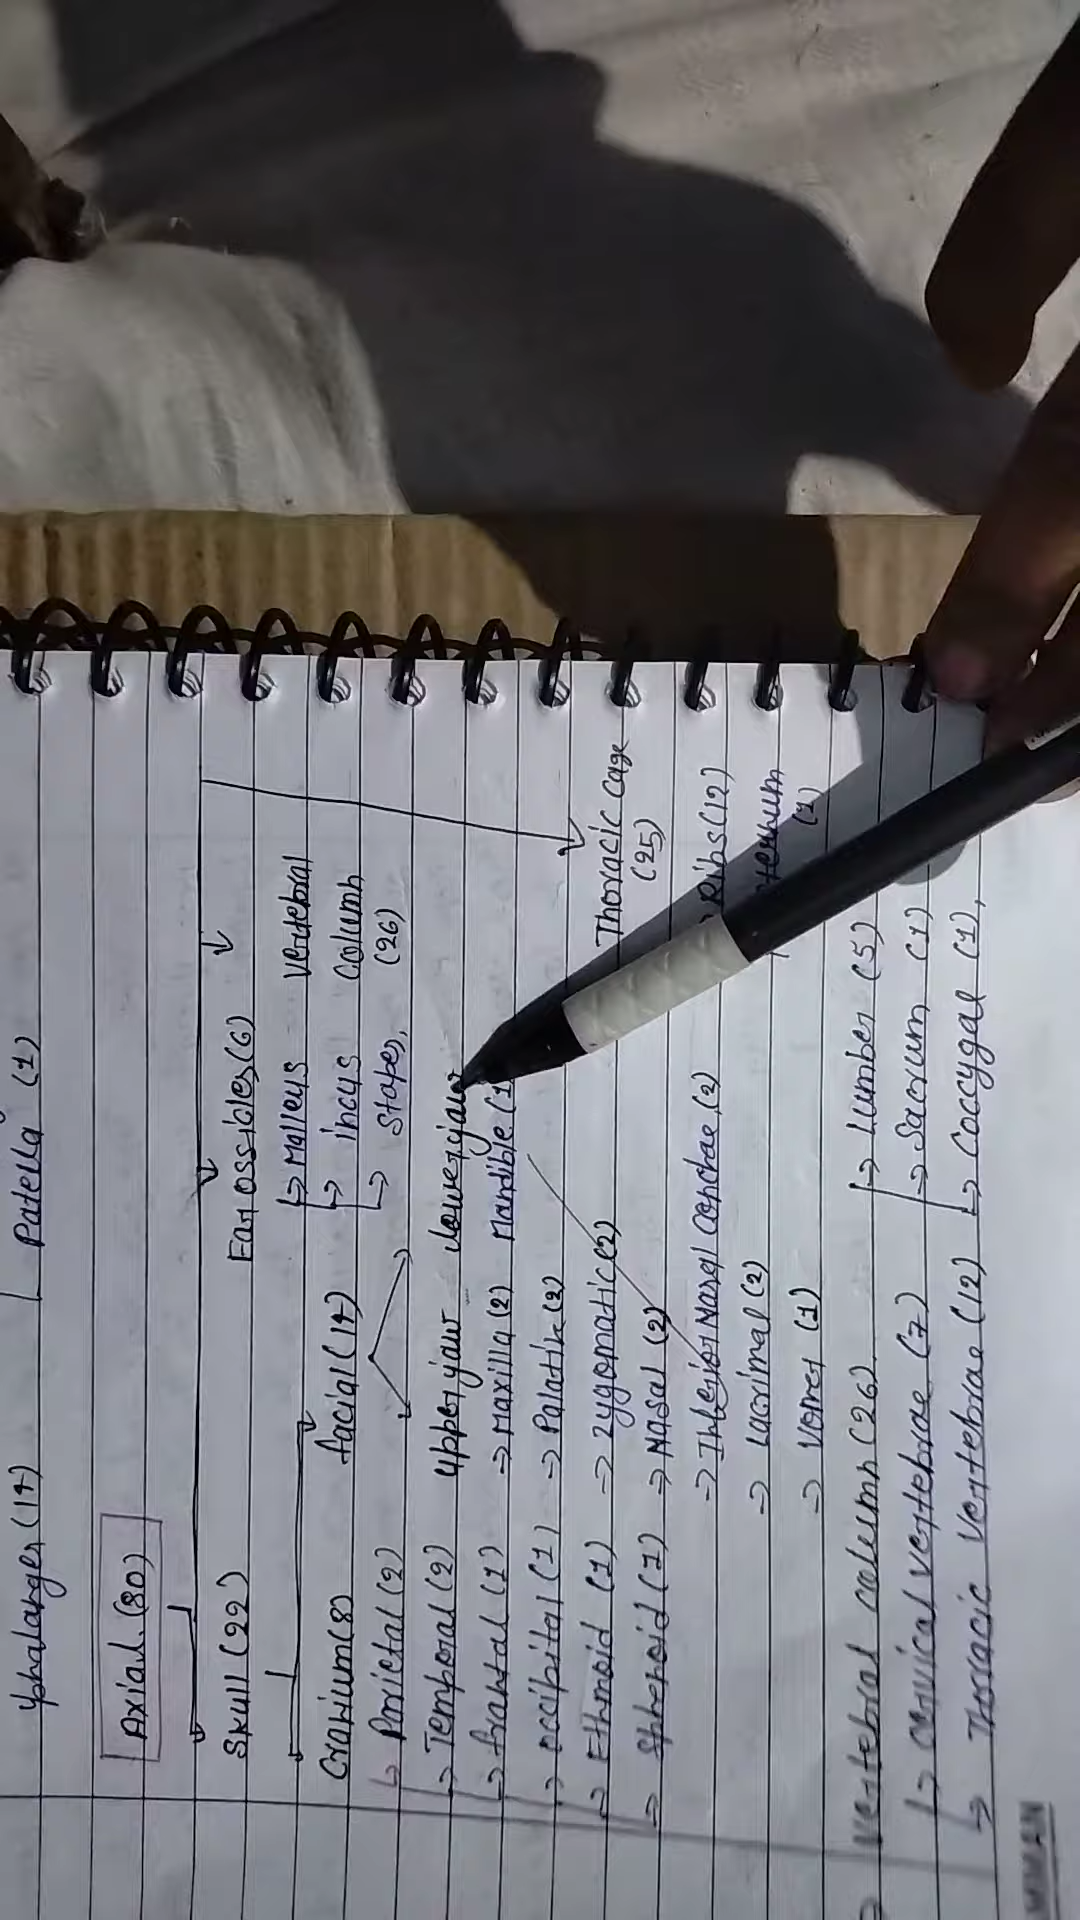 phalanges (14) Patella (1)
Axial (80)
Skull (22) Ear ossicles (6)
→ Malleus vertebral
Cranium (8) facial (14) → incus column
→ Parietal (2) → Stapes, (26)
→ Temporal (2) upper jaw lower jaw
→ frontal (1) → Maxilla (2) Mandible (1
→ occipital (1) → Palatin (2) Thoracic cage
→ Ethmoid (1) → zygomatic (2) (25)
→ Sphenoid (1) → Nasal (2)
→ Inferior Nasal conchae (2) Ribs (12)
→ lacrimal (2) sternum
→ vomer (1) (1)
vertebral column (26) → Lumber (5)
→ cervical vertebrae (7) → Sacrum (1)
→ Thoracic vertebrae (12) → Coccygal (1),